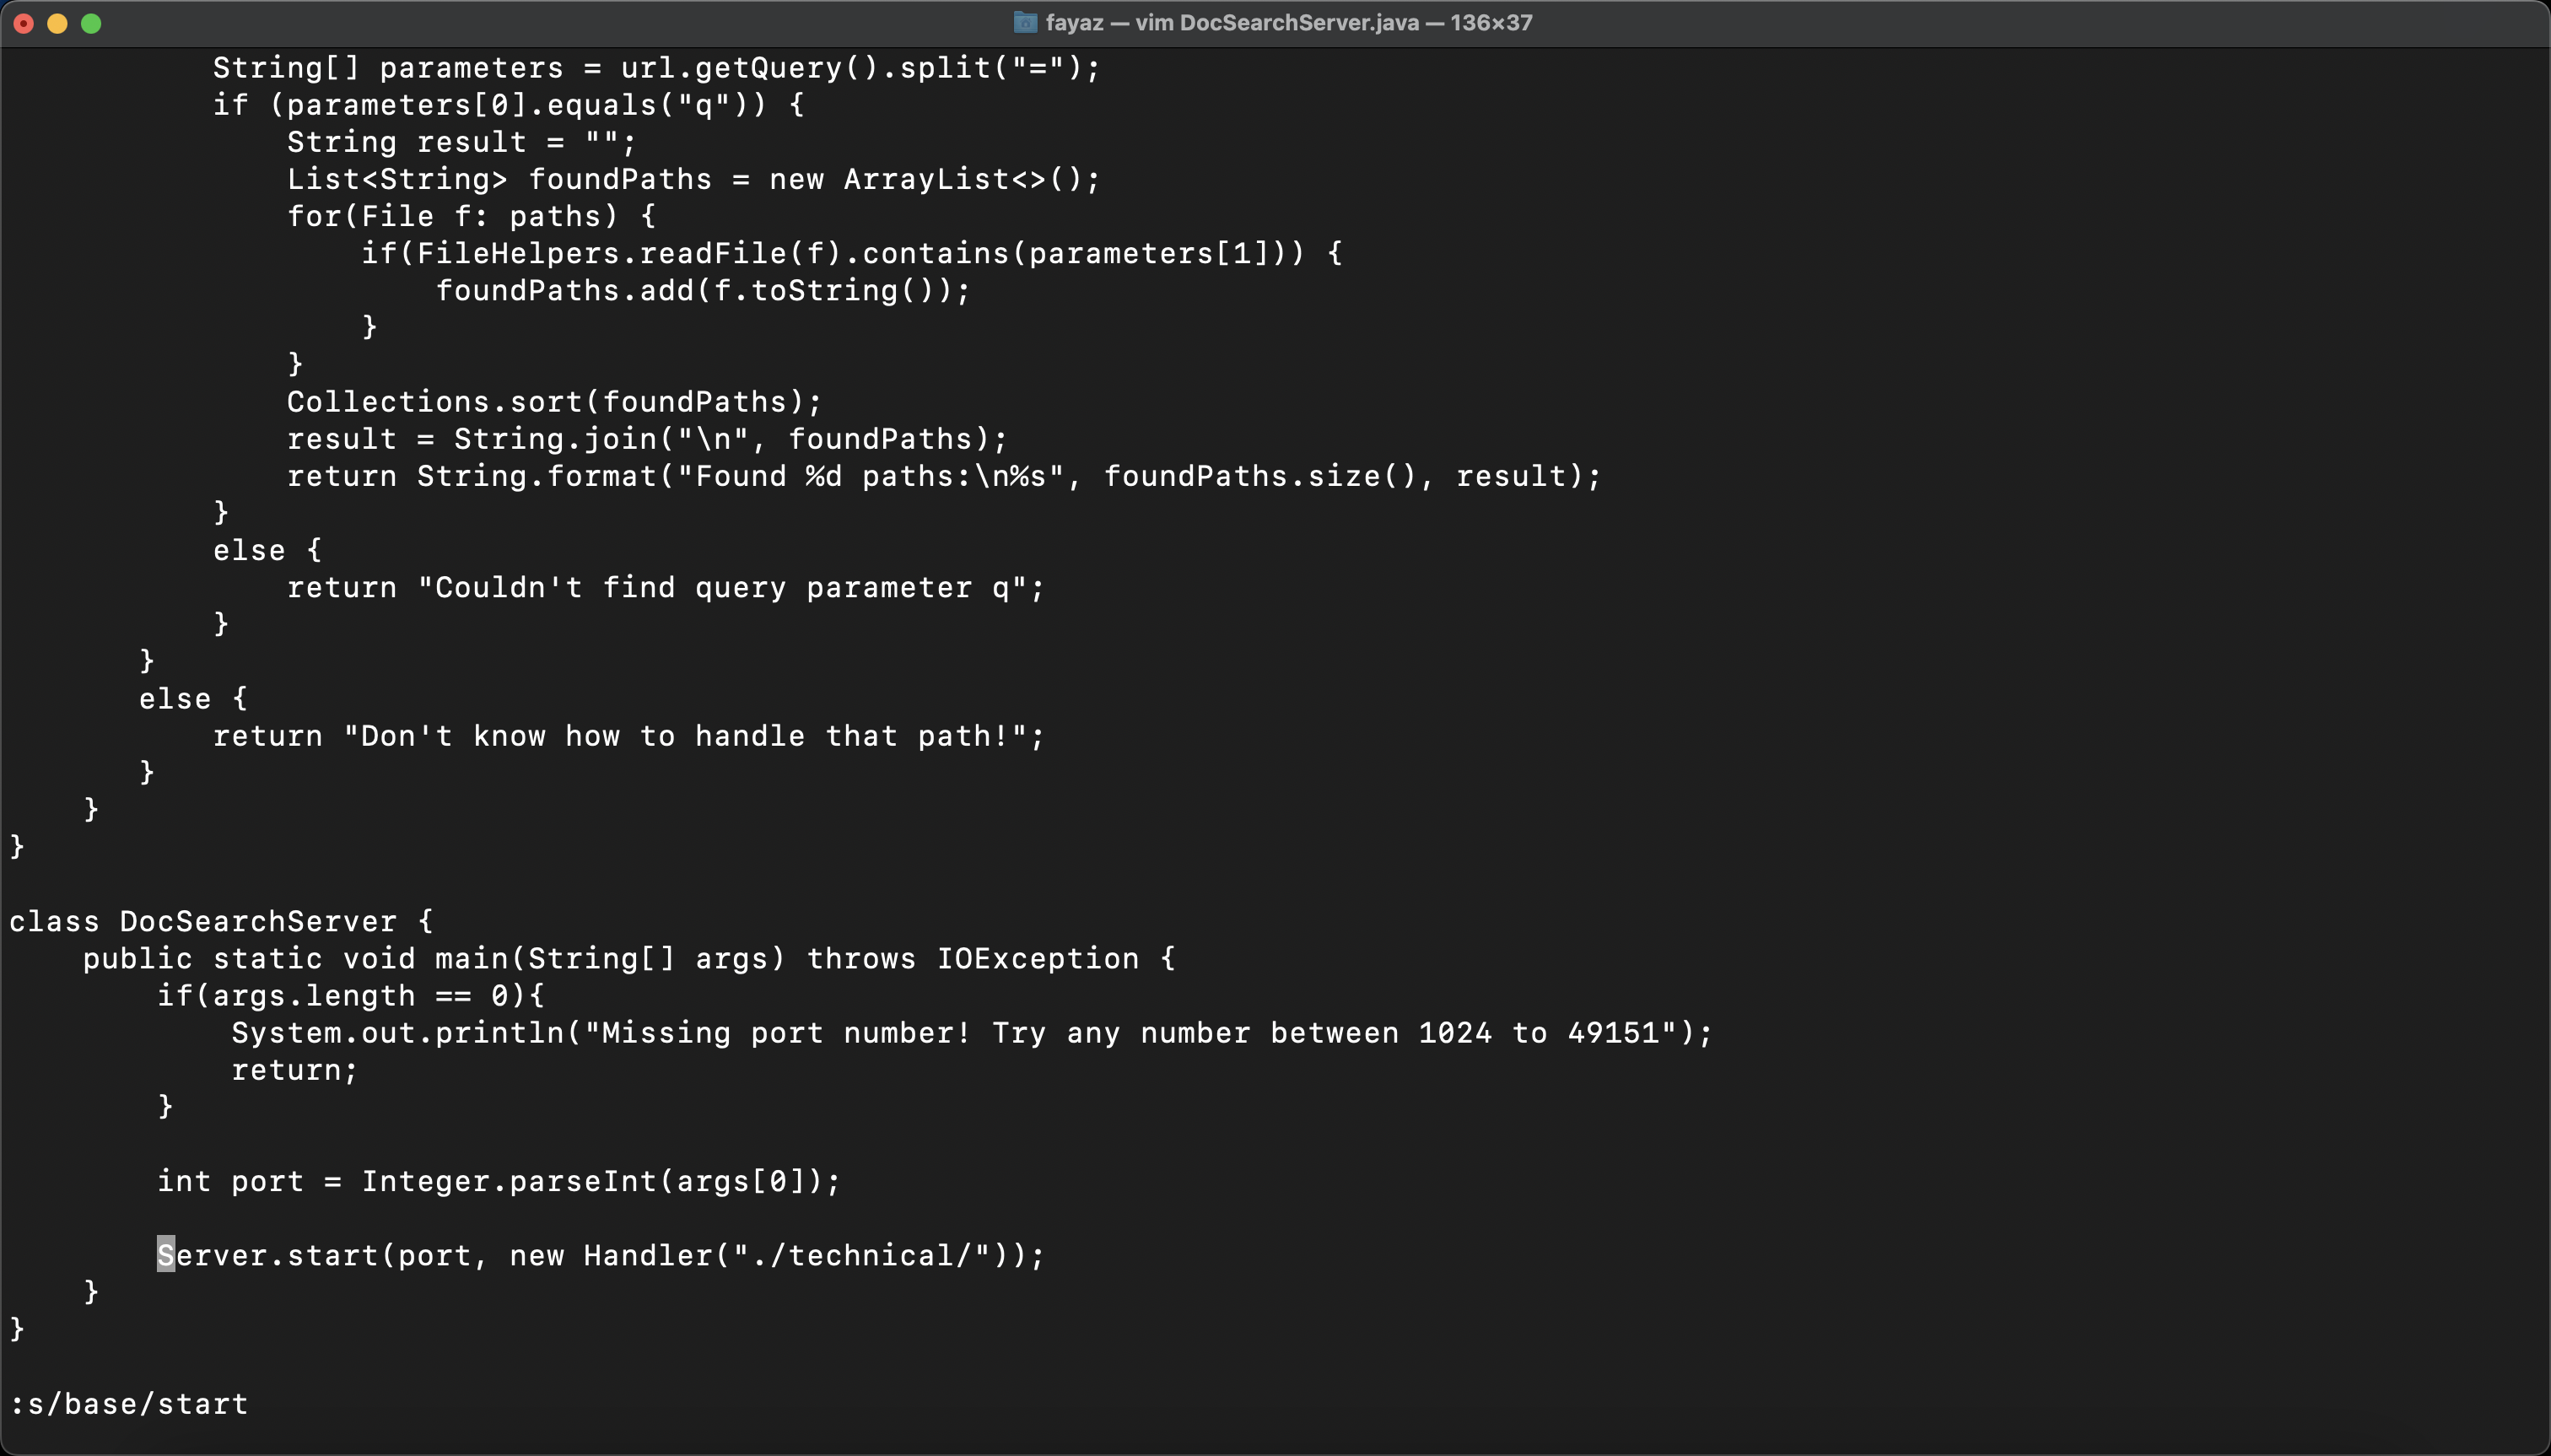 fayaz — vim DocSearchServer.java — 136×37
String[] parameters = url.getQuery().split("=");
if (parameters[0].equals("q")) {
String result = "";
List<String> foundPaths = new ArrayList<>();
for(File f: paths) {
if(FileHelpers.readFile(f).contains(parameters[1])) {
foundPaths.add(f.toString());
}
}
Collections.sort(foundPaths);
result = String.join("\n", foundPaths);
return String.format("Found %d paths:\n%s", foundPaths.size(), result);
}
else {
return "Couldn't find query parameter q";
}
}
else {
return "Don't know how to handle that path!";
}
}
}
class DocSearchServer {
public static void main(String[] args) throws IOException {
if(args.length == 0){
System.out.println("Missing port number! Try any number between 1024 to 49151");
return;
}
int port = Integer.parseInt(args[0]);
Server.start(port, new Handler("./technical/"));
}
}
:s/base/start